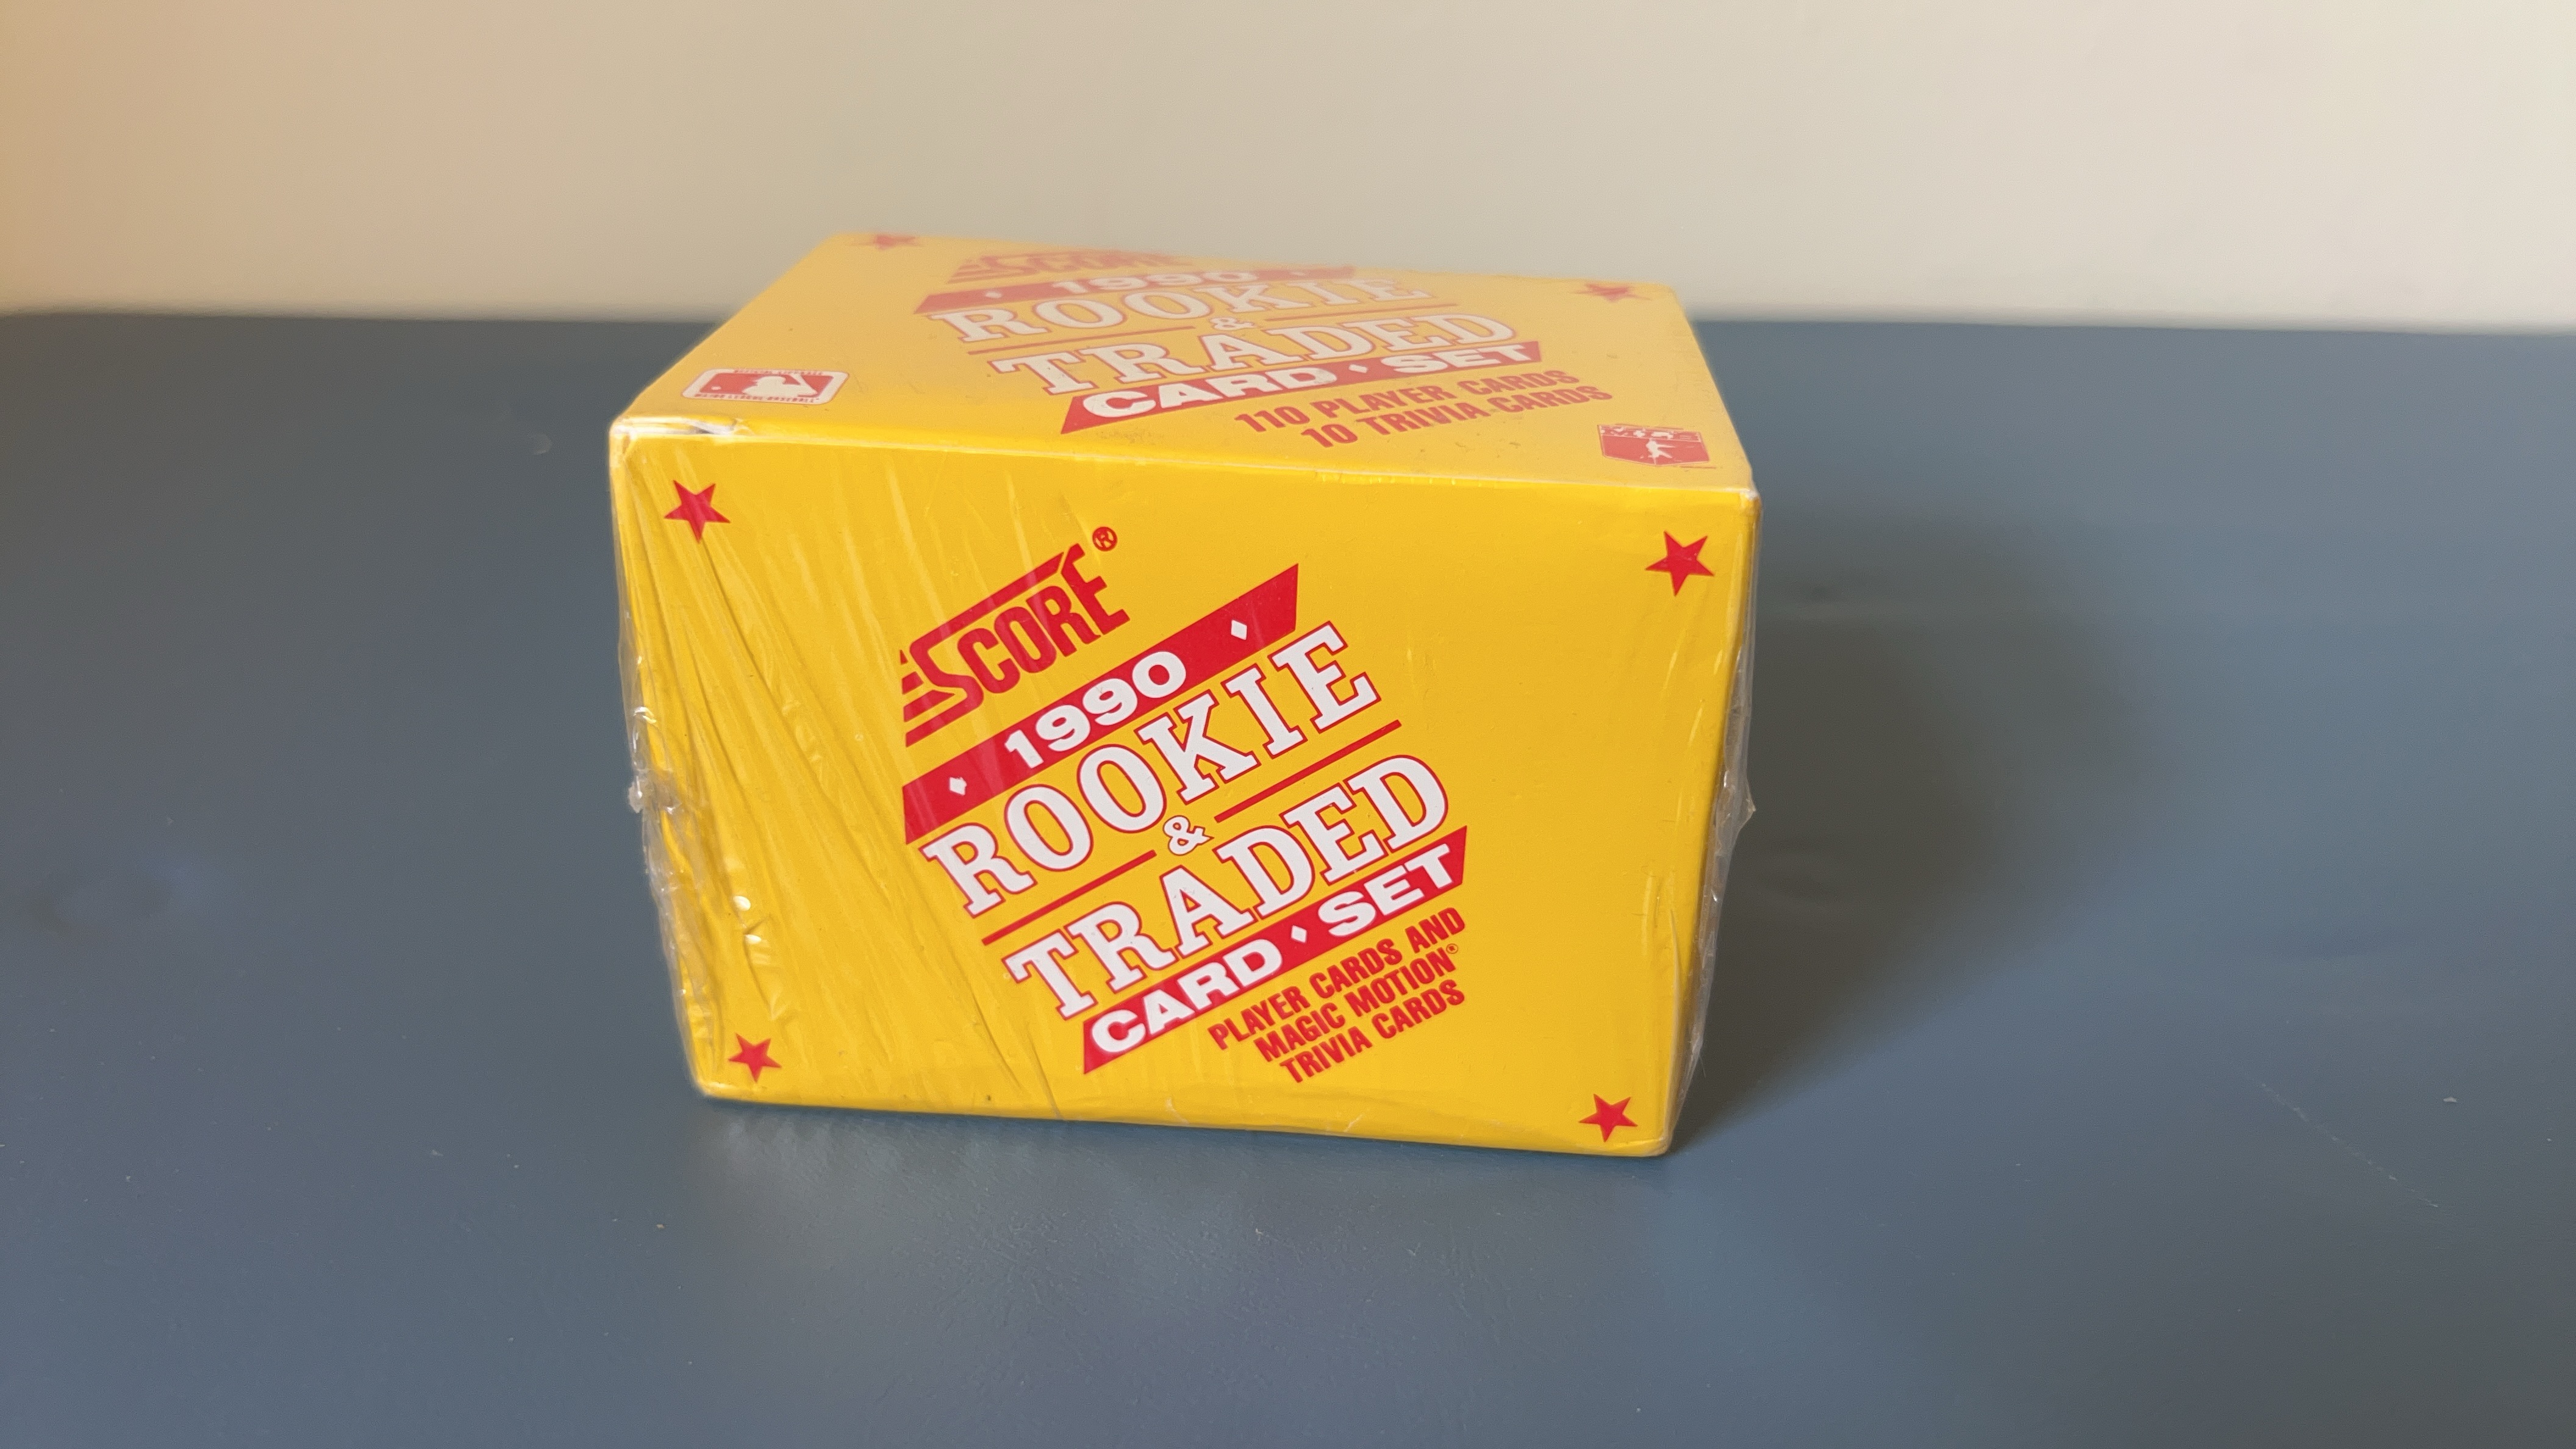 SCORE
1990
ROOKIE
&
TRADED
CARD · SET
110 PLAYER CARDS
10 TRIVIA CARDS
SCORE®
1990
ROOKIE
&
TRADED
CARD · SET
PLAYER CARDS AND
MAGIC MOTION®
TRIVIA CARDS